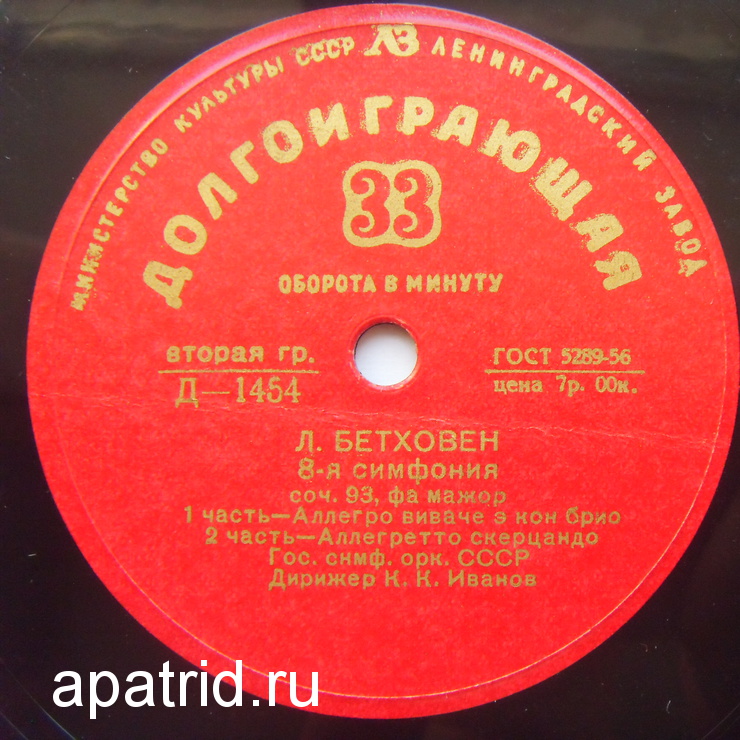 МИНИСТЕРСТВО КУЛЬТУРЫ СССР ЛЗ ЛЕНИНГРАДСКИЙ ЗАВОД
ДОЛГОИГРАЮЩАЯ
33
ОБОРОТА В МИНУТУ
вторая гр.
Д—1454
ГОСТ 5289-56
цена 7р. 00к.
Л. БЕТХОВЕН
8-я симфония
соч. 93, фа мажор
1 часть—Аллегро виваче э кон брио
2 часть—Аллегретто скерцандо
Гос. симф. орк. СССР
Дирижер К. К. Иванов
apatrid.ru